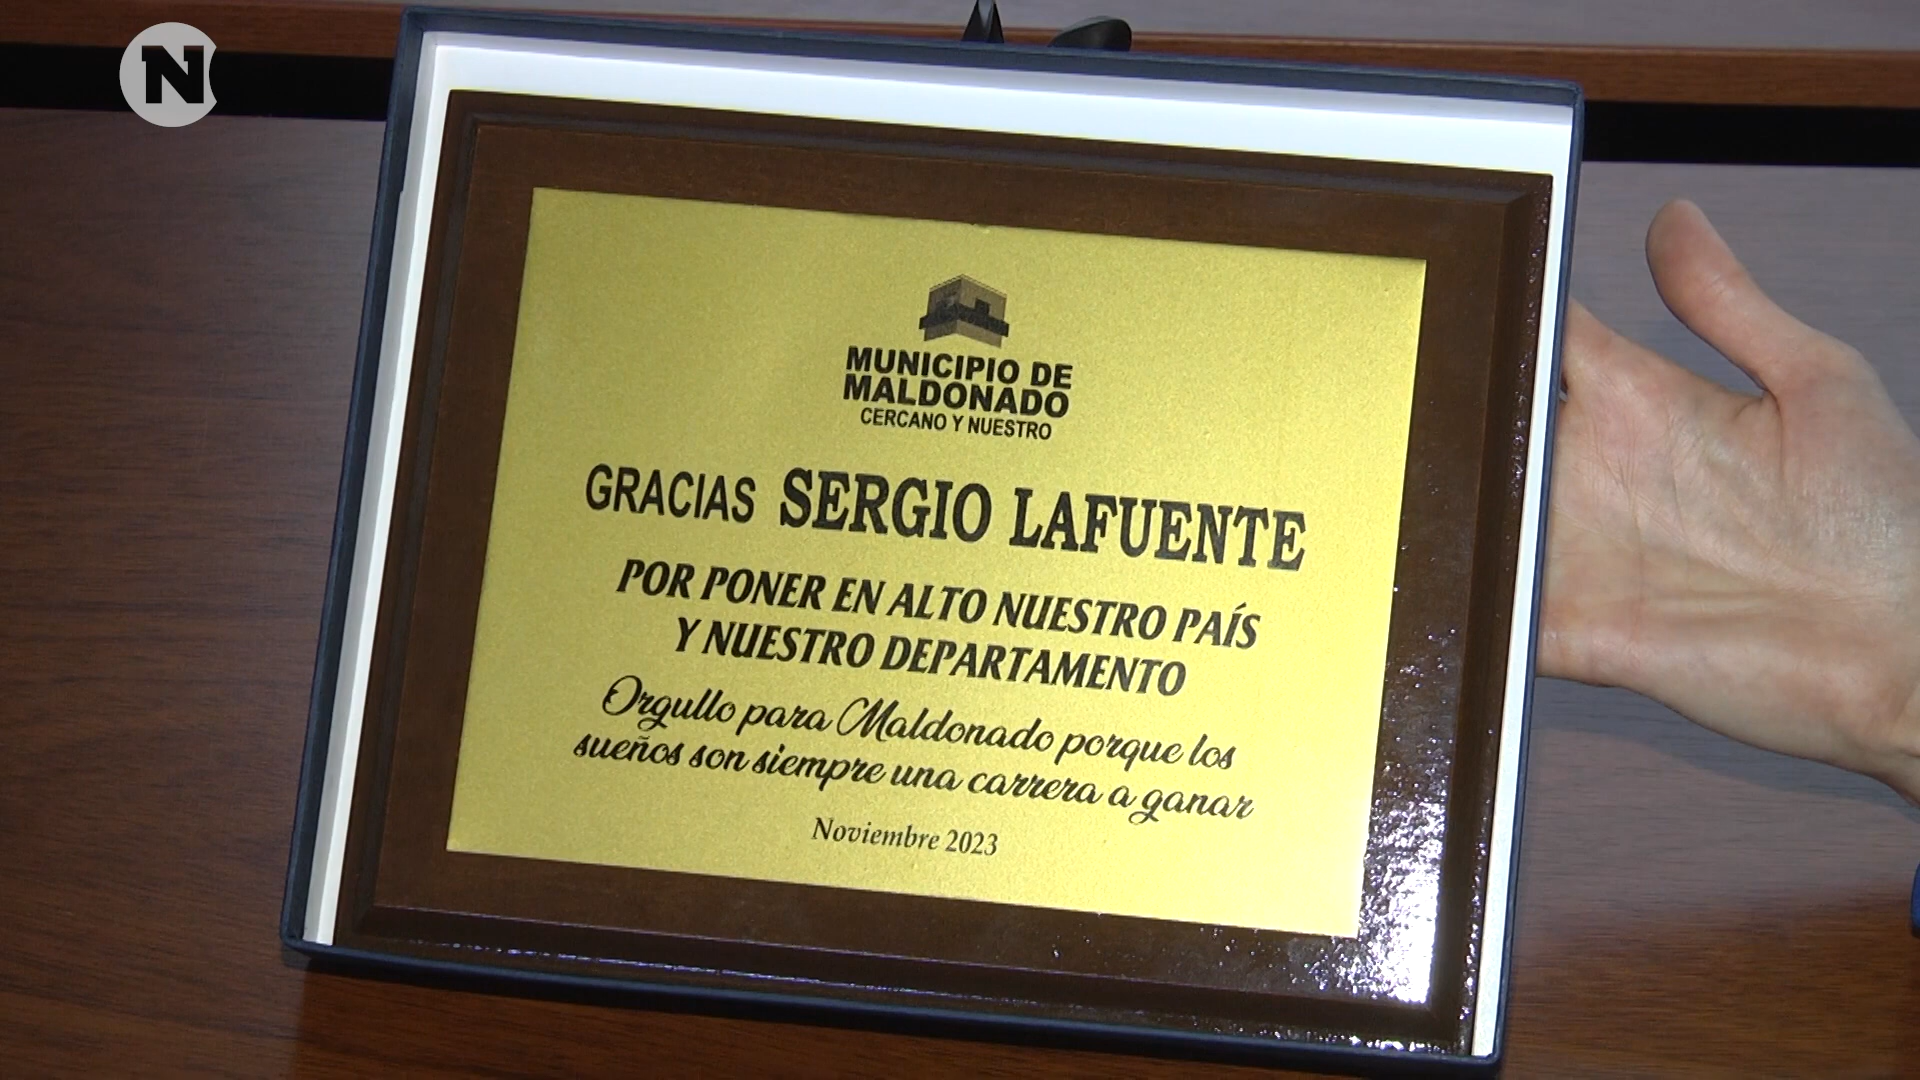 N
MUNICIPIO DE
MALDONADO
CERCANO Y NUESTRO
GRACIAS SERGIO LAFUENTE
POR PONER EN ALTO NUESTRO PAÍS
Y NUESTRO DEPARTAMENTO
Orgullo para Maldonado porque los
sueños son siempre una carrera a ganar
Noviembre 2023